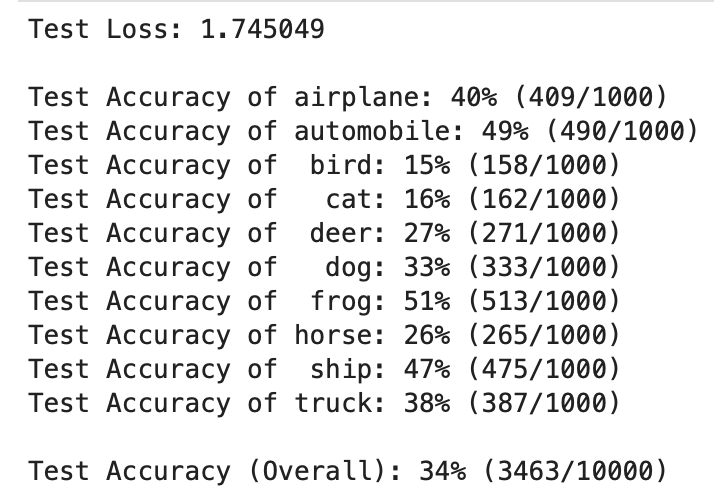 Test Loss: 1.745049
Test Accuracy of airplane: 40% (409/1000)
Test Accuracy of automobile: 49% (490/1000)
Test Accuracy of  bird: 15% (158/1000)
Test Accuracy of   cat: 16% (162/1000)
Test Accuracy of  deer: 27% (271/1000)
Test Accuracy of   dog: 33% (333/1000)
Test Accuracy of  frog: 51% (513/1000)
Test Accuracy of horse: 26% (265/1000)
Test Accuracy of  ship: 47% (475/1000)
Test Accuracy of truck: 38% (387/1000)
Test Accuracy (Overall): 34% (3463/10000)